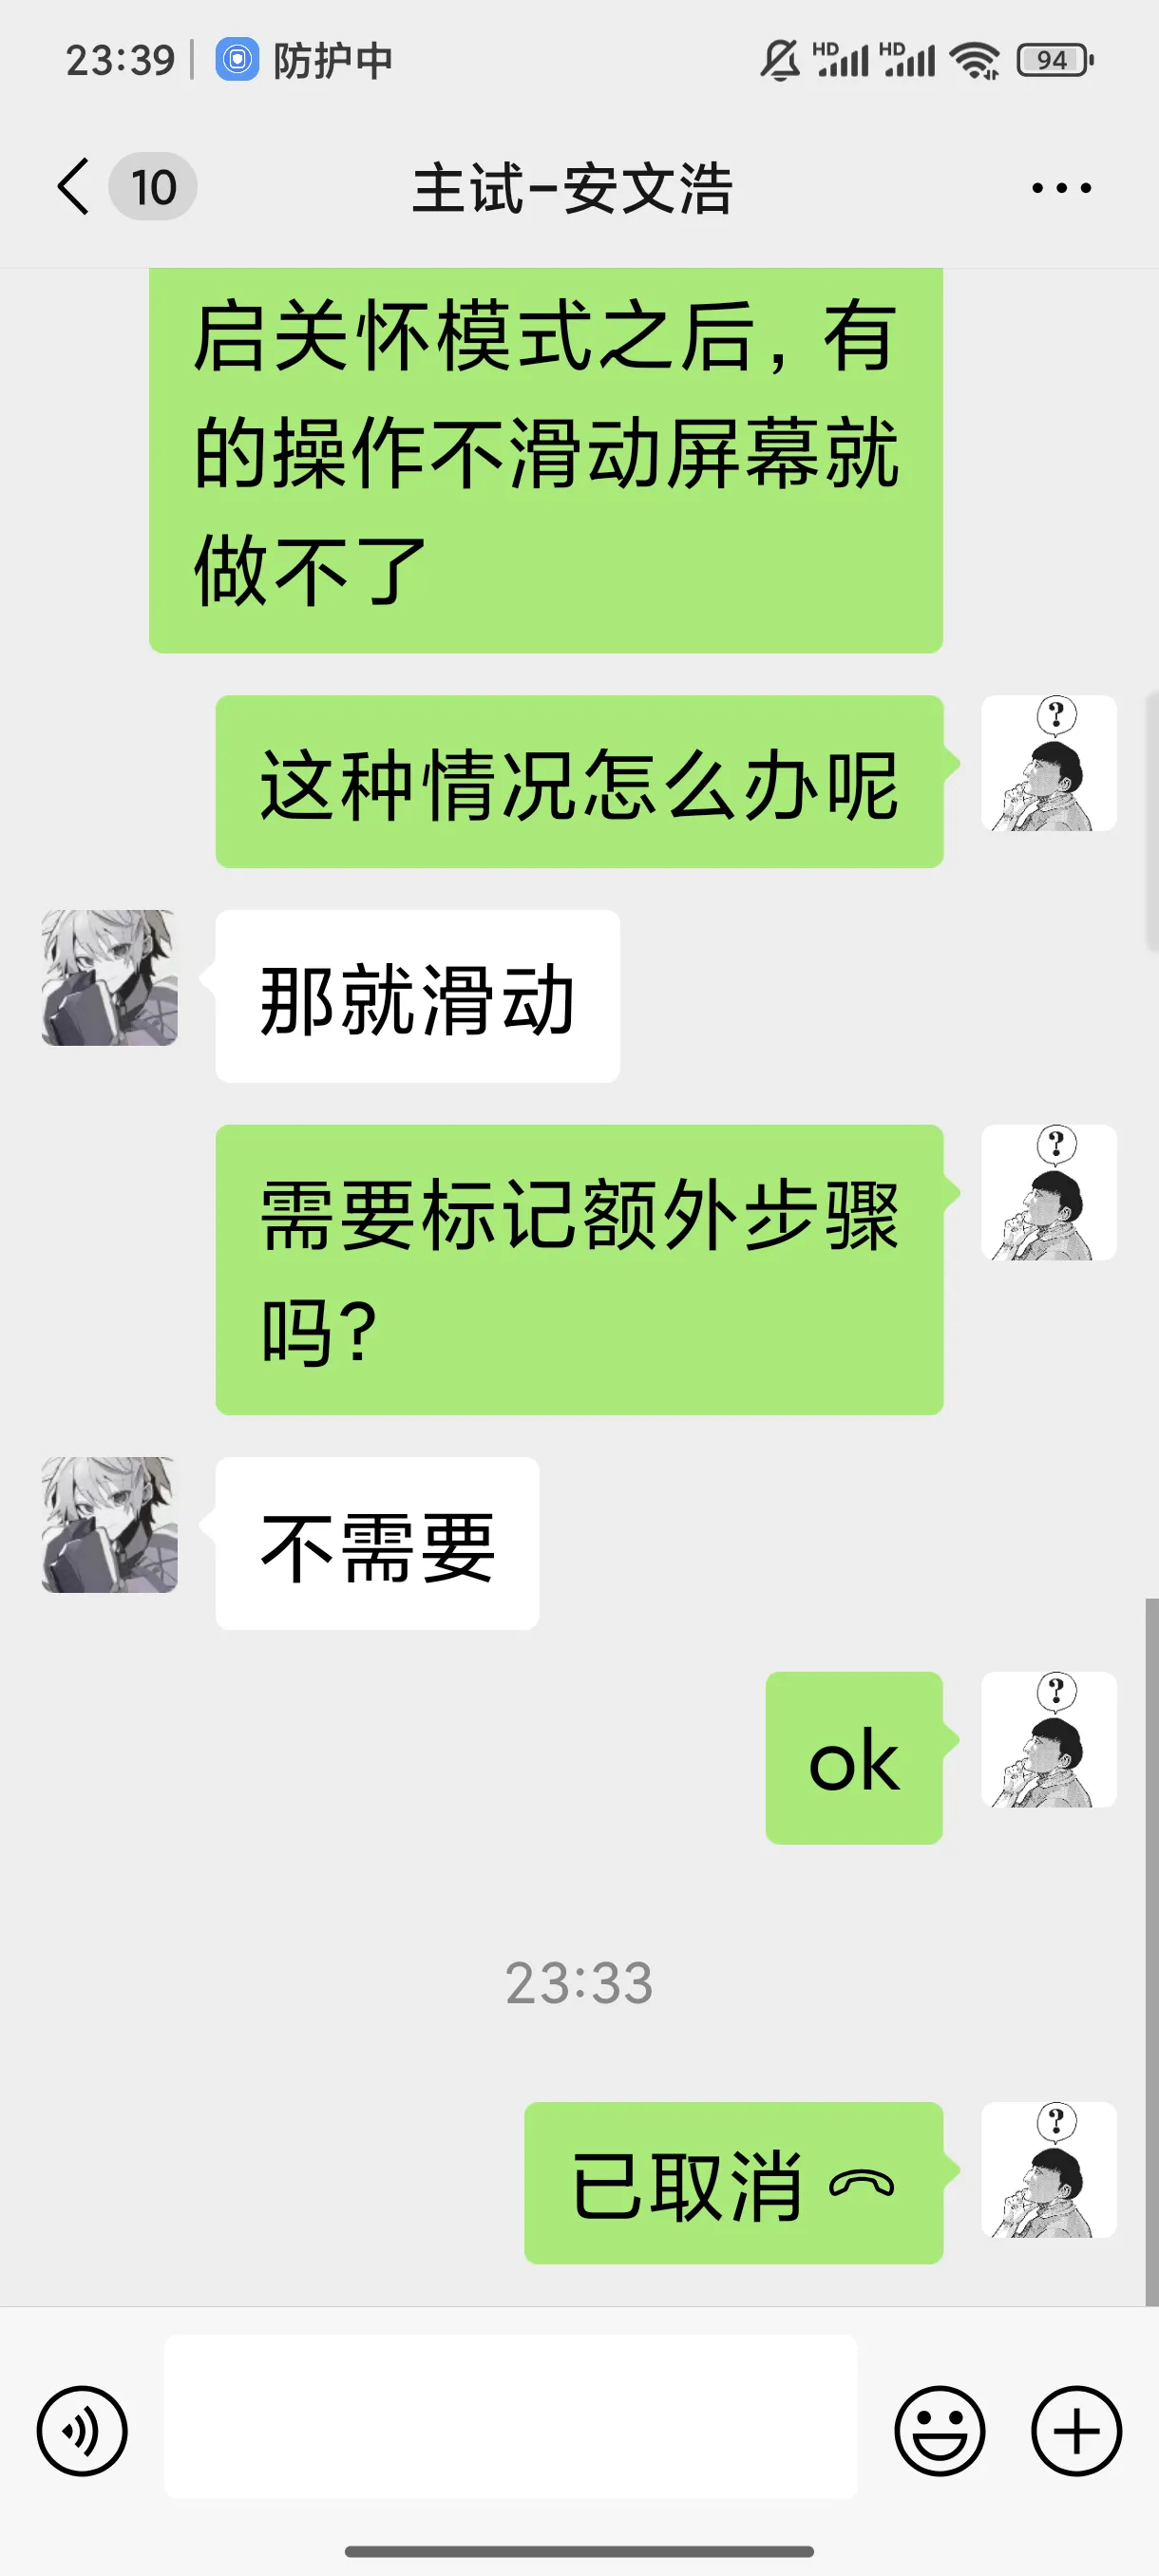 23:39 防护中 HD HD 94
10 主试-安文浩
启关怀模式之后，有
的操作不滑动屏幕就
做不了
这种情况怎么办呢
?
那就滑动
需要标记额外步骤
吗?
?
不需要
ok
?
23:33
已取消
?